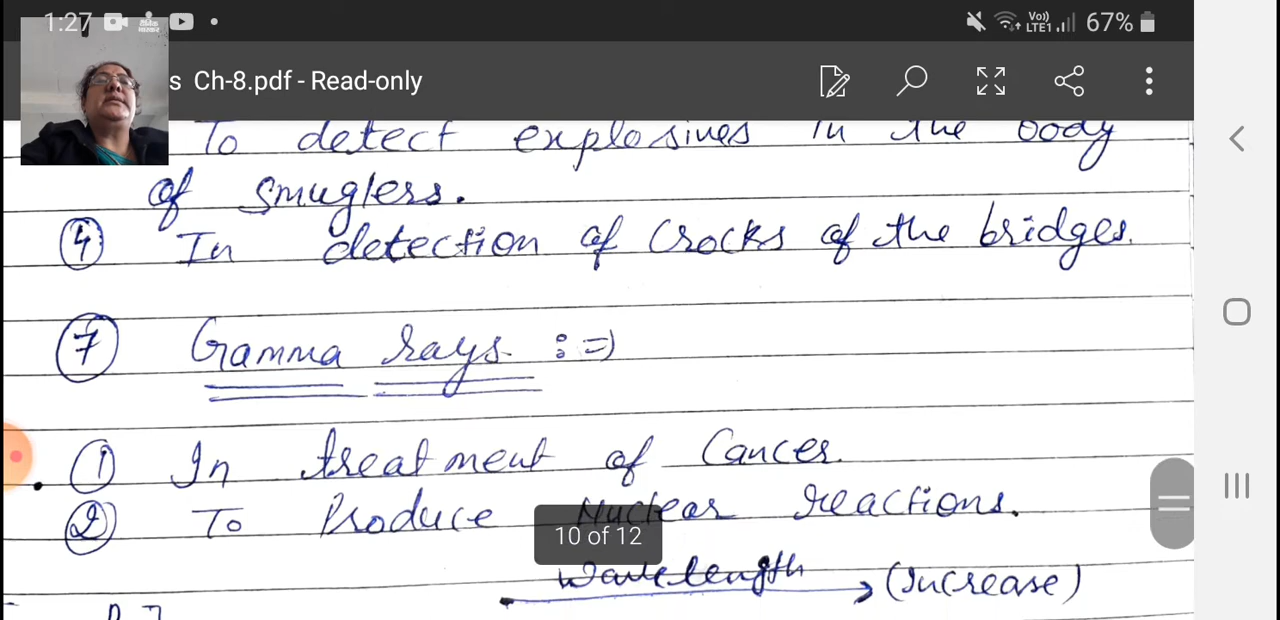 1:27
Vo)) LTE1 67%
s Ch-8.pdf - Read-only
To detect explosives in the body
of smuglers.
④ In detection of Crocks of the bridges.
⑦ Gamma rays :=)
① In treatment of Cancer.
② To Produce Nuclear reactions.
10 of 12
Wavelength → (increase)